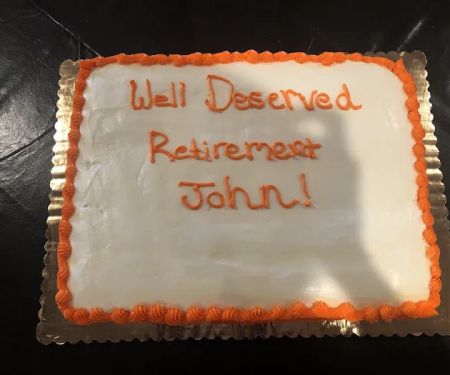 Well Deserved
Retirement
John!